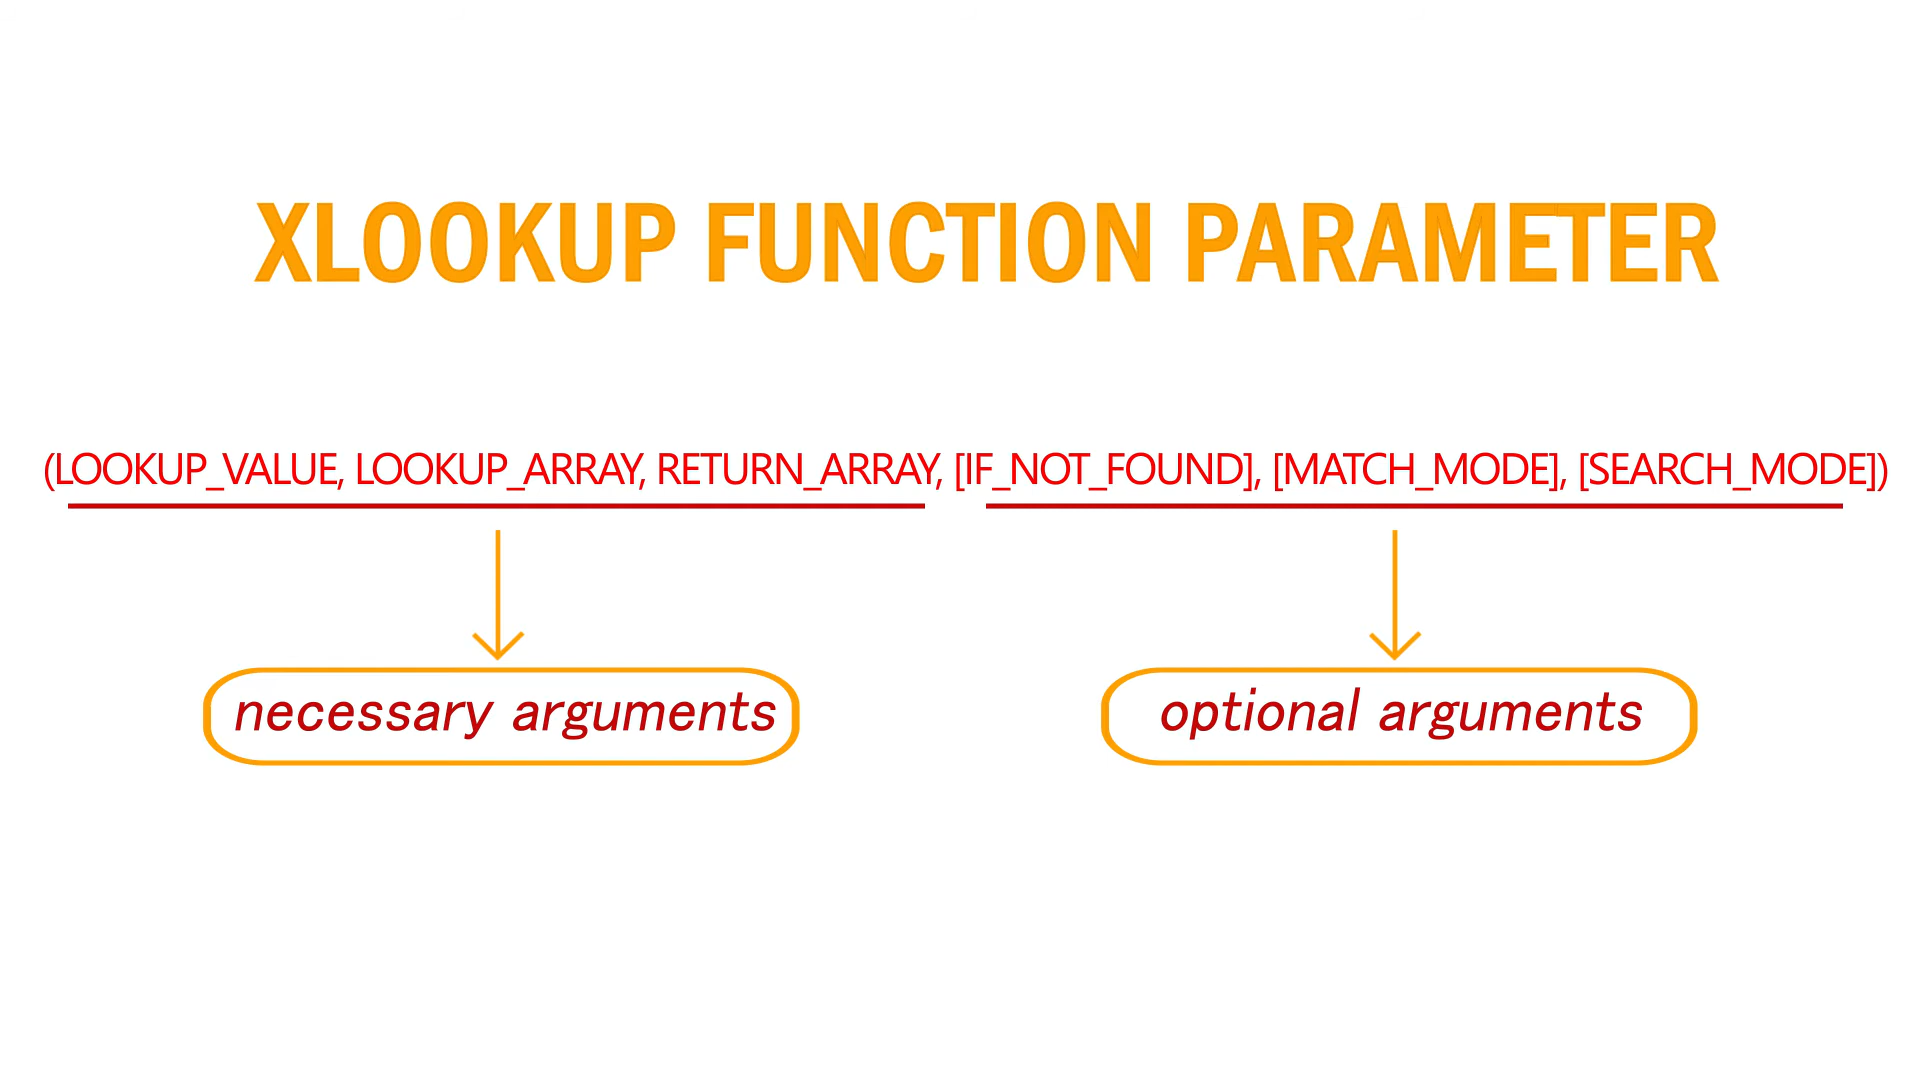 XLOOKUP FUNCTION PARAMETER
(LOOKUP_VALUE, LOOKUP_ARRAY, RETURN_ARRAY, [IF_NOT_FOUND], [MATCH_MODE], [SEARCH_MODE])
necessary arguments
optional arguments